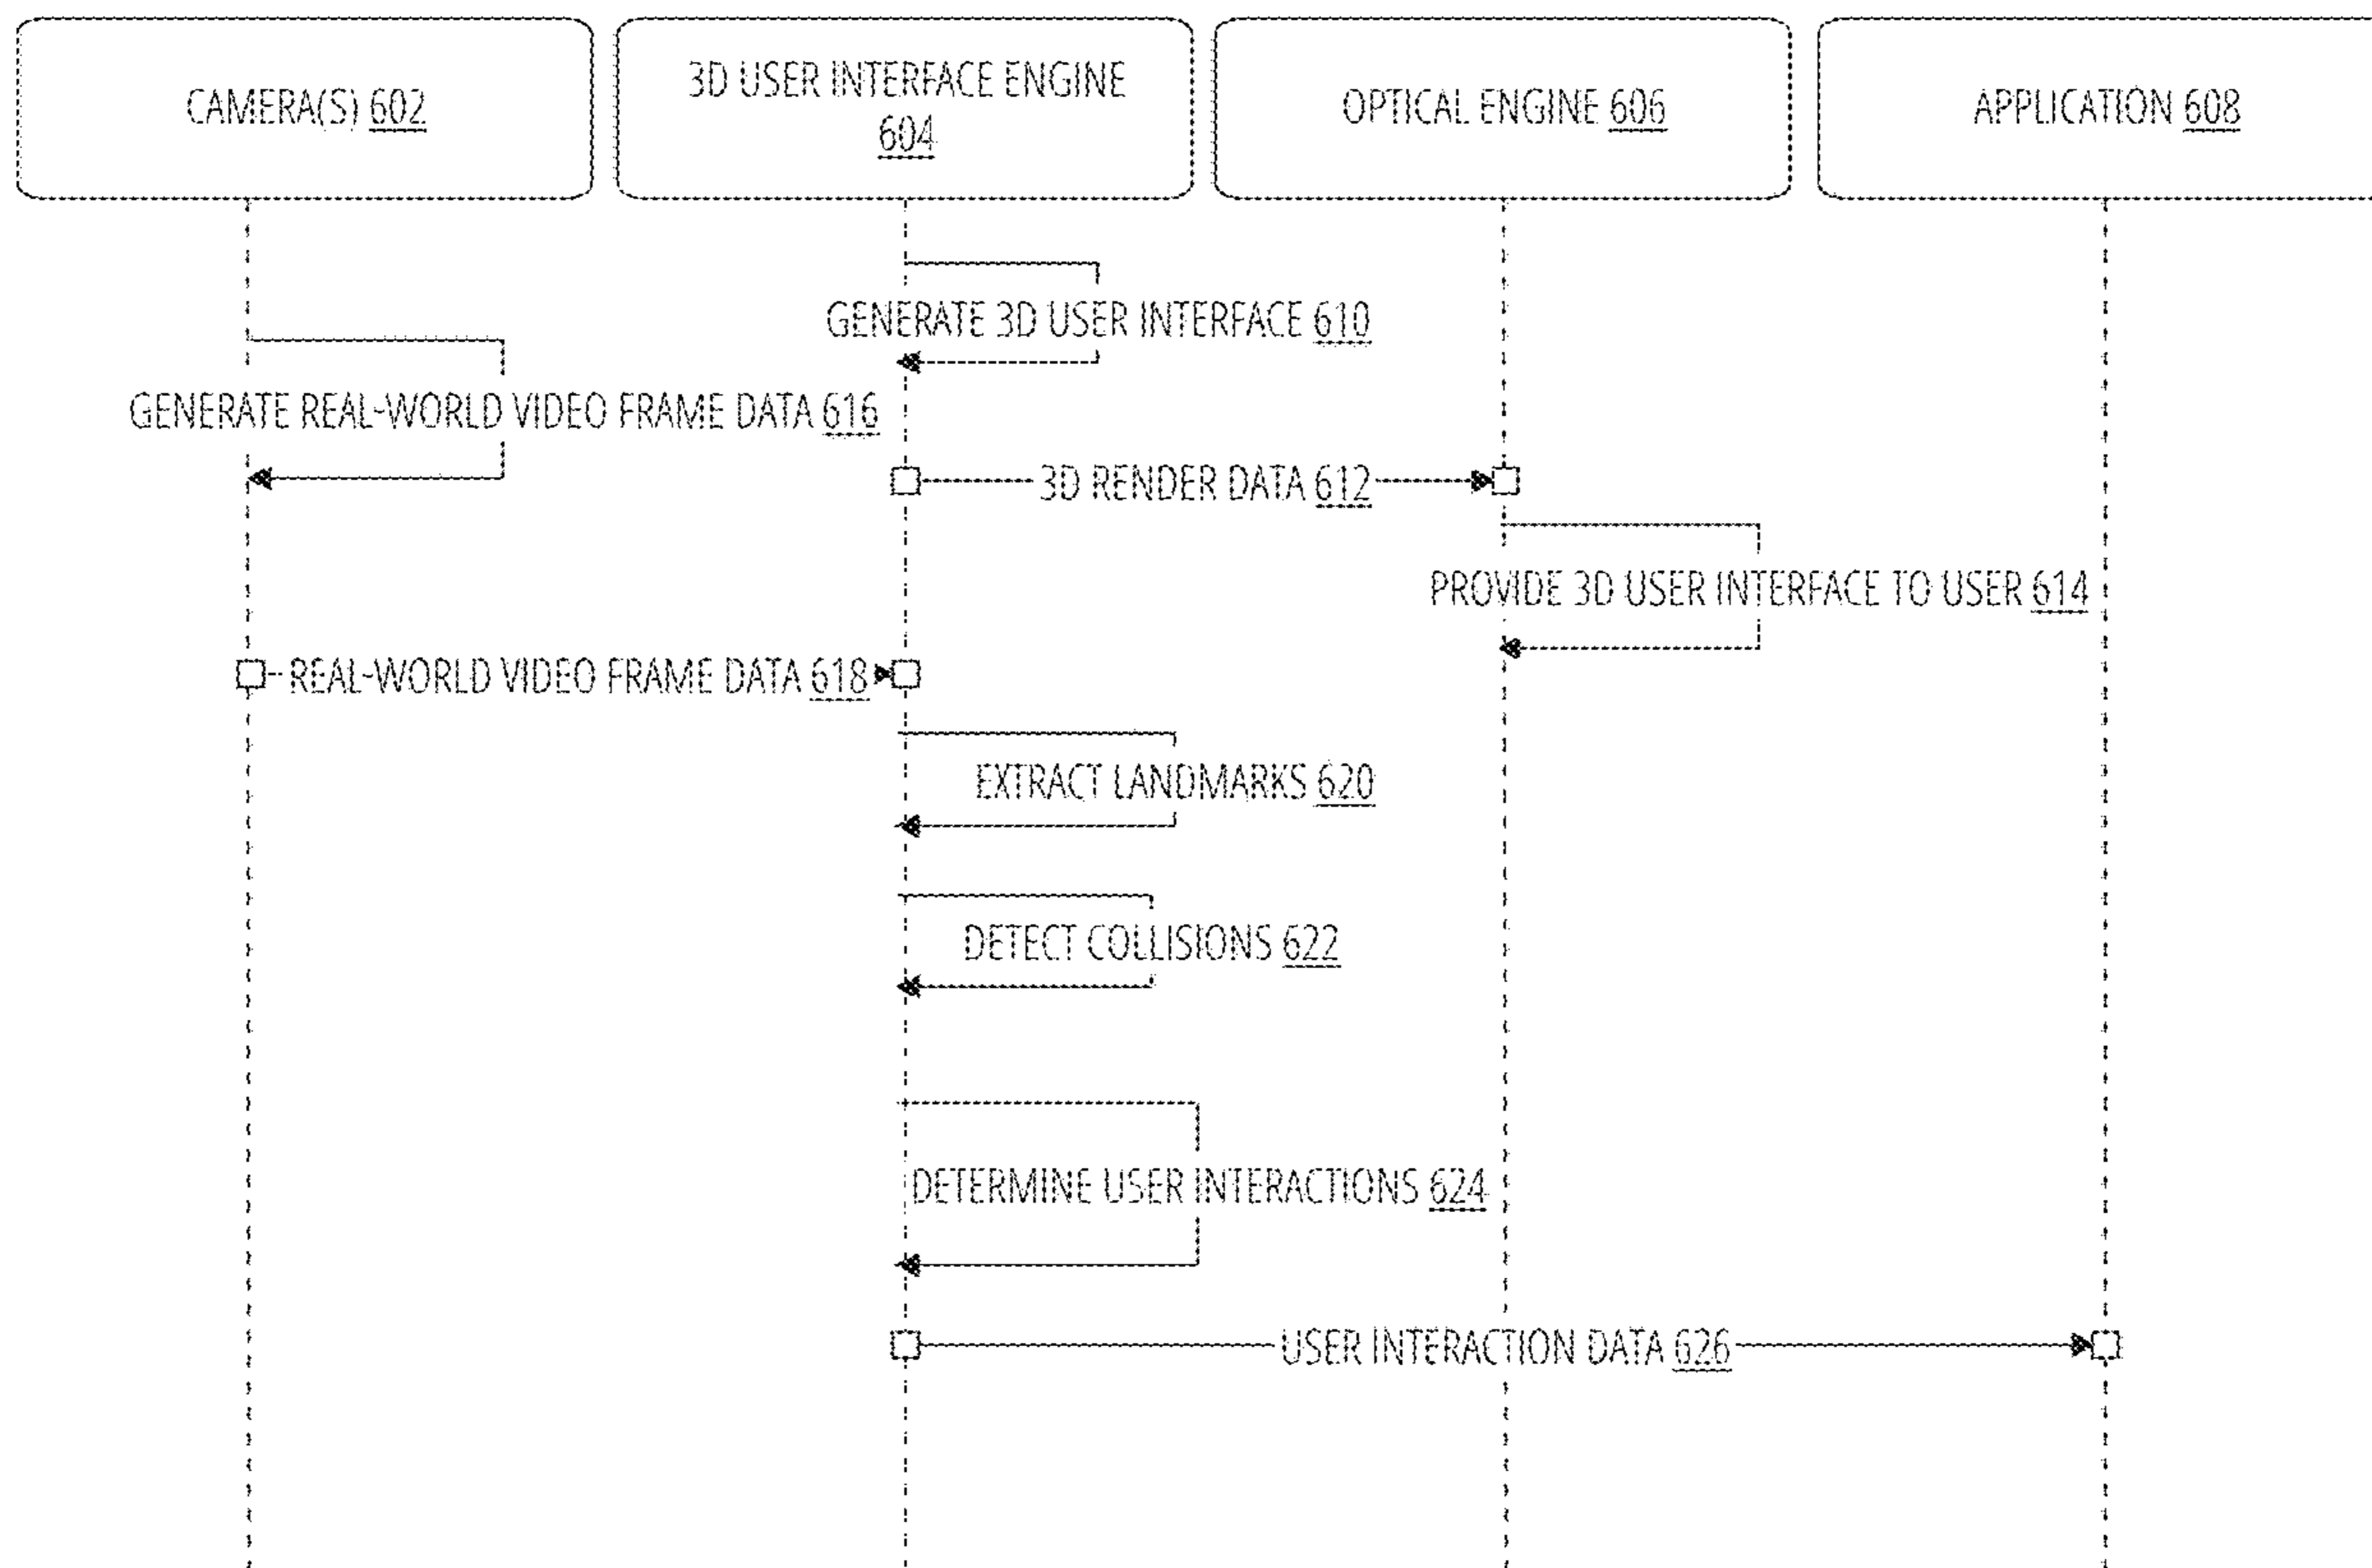 CAMERA(S) 602
3D USER INTERFACE ENGINE
604
OPTICAL ENGINE 606
APPLICATION 608
GENERATE 3D USER INTERFACE 610
GENERATE REAL-WORLD VIDEO FRAME DATA 616
3D RENDER DATA 612
PROVIDE 3D USER INTERFACE TO USER 614
REAL-WORLD VIDEO FRAME DATA 618
EXTRACT LANDMARKS 620
DETECT COLLISIONS 622
DETERMINE USER INTERACTIONS 624
USER INTERACTION DATA 626